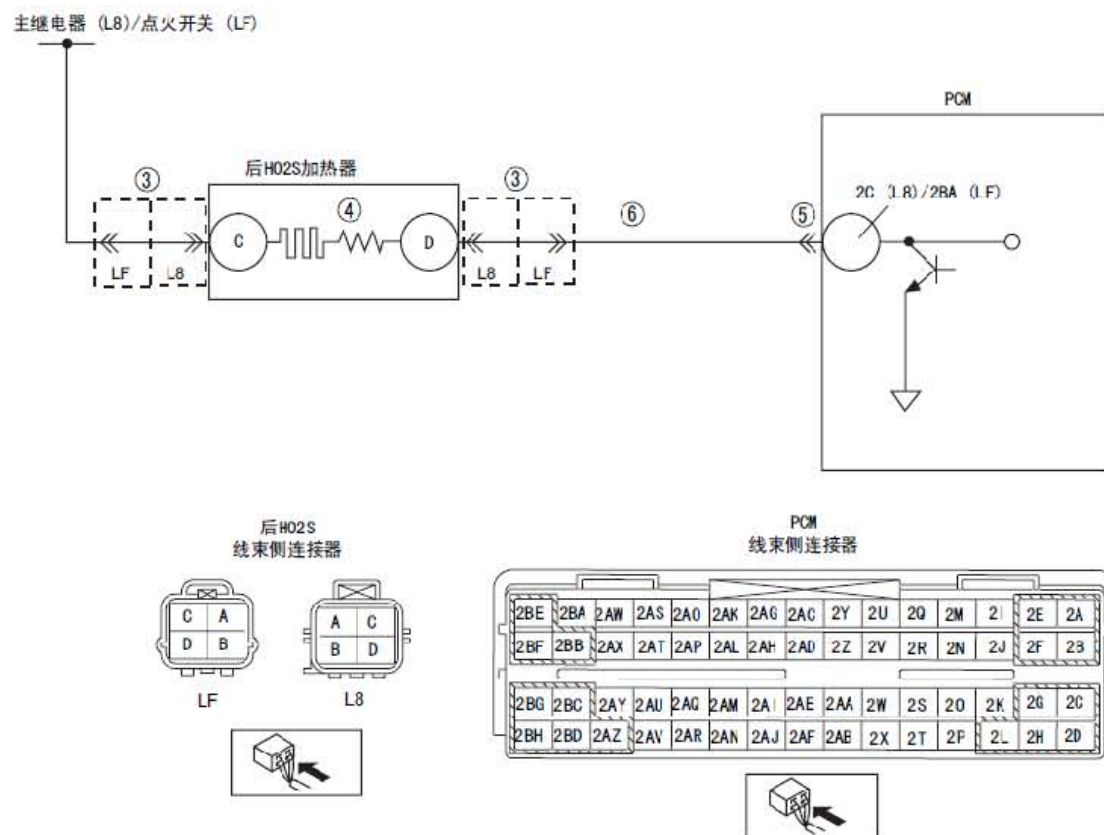 主继电器 (L8)/点火开关 (LF)
PCM
后HO2S加热器
③
③
④
⑥
⑤
2C (L8)/2BA (LF)
C
D
LF
L8
L8
LF
后HO2S
线束侧连接器
PCM
线束侧连接器
C A
D B
LF
A C
B D
L8
2BE 2BA 2AW 2AS 2AO 2AK 2AG 2AC 2Y 2U 2Q 2M 2I 2E 2A
2BF 2BB 2AX 2AT 2AP 2AL 2AH 2AD 2Z 2V 2R 2N 2J 2F 2B
2BG 2BC 2AY 2AU 2AQ 2AM 2AI 2AE 2AA 2W 2S 2O 2K 2G 2C
2BH 2BD 2AZ 2AV 2AR 2AN 2AJ 2AF 2AB 2X 2T 2P 2L 2H 2D